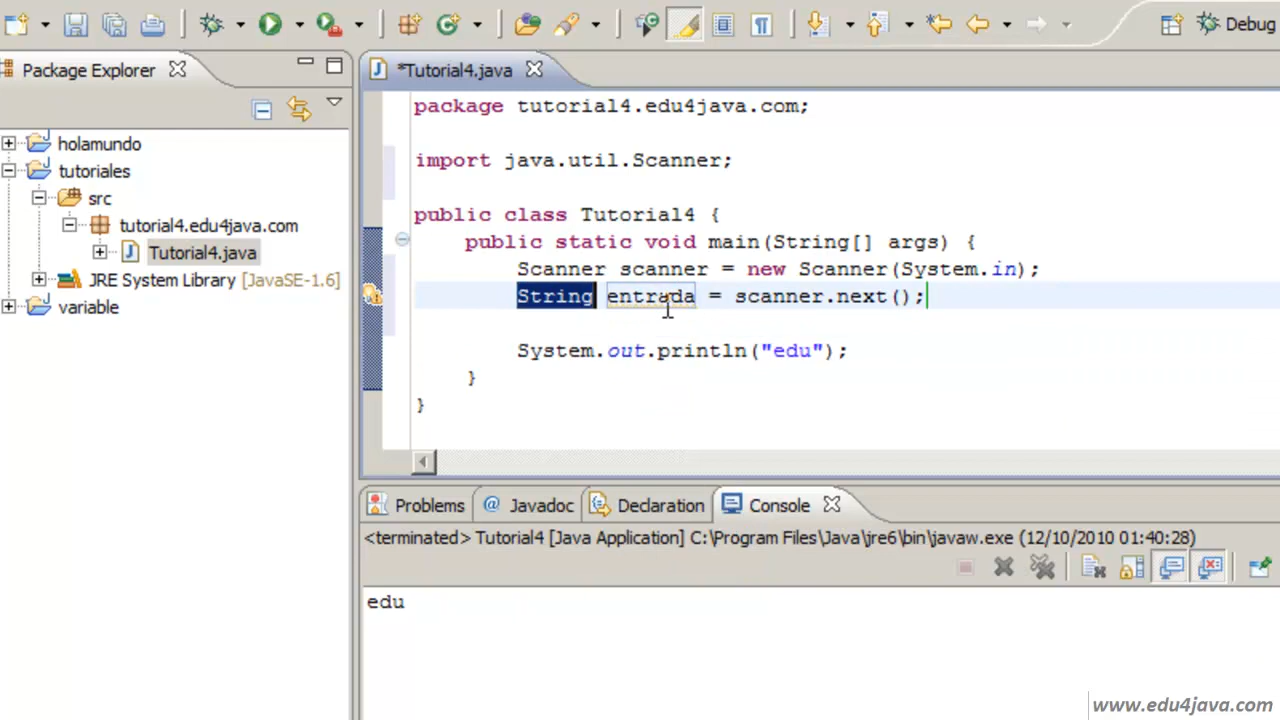 Debug
Package Explorer
*Tutorial4.java
holamundo
tutoriales
src
tutorial4.edu4java.com
Tutorial4.java
JRE System Library [JavaSE-1.6]
variable
package tutorial4.edu4java.com;
import java.util.Scanner;
public class Tutorial4 {
public static void main(String[] args) {
Scanner scanner = new Scanner(System.in);
String entrada = scanner.next();
System.out.println("edu");
}
}
Problems @ Javadoc Declaration Console
<terminated> Tutorial4 [Java Application] C:\Program Files\Java\jre6\bin\javaw.exe (12/10/2010 01:40:28)
edu
www.edu4java.com